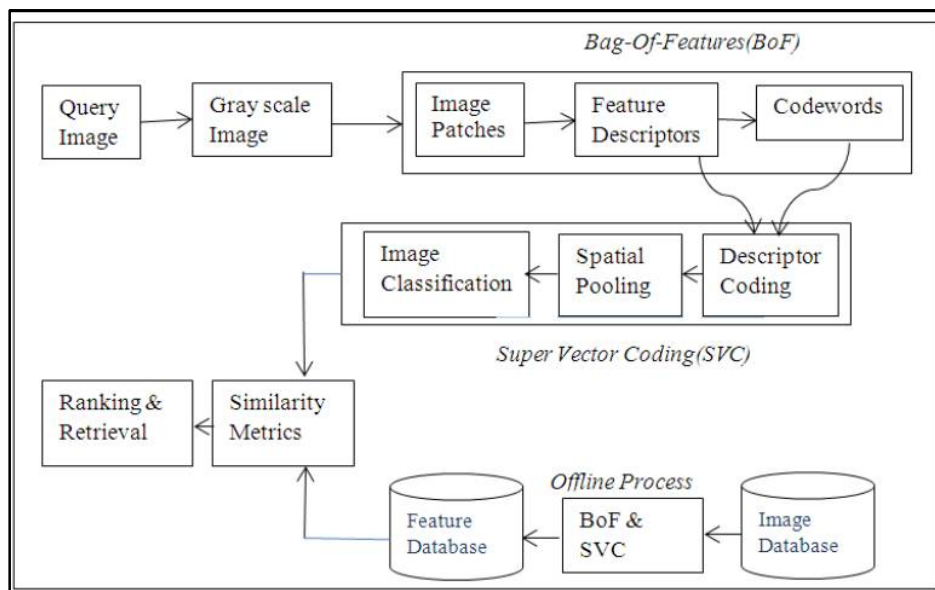 Bag-Of-Features(BoF)
Query
Image
Gray scale
Image
Image
Patches
Feature
Descriptors
Codewords
Image
Classification
Spatial
Pooling
Descriptor
Coding
Super Vector Coding(SVC)
Ranking &
Retrieval
Similarity
Metrics
Offline Process
Feature
Database
BoF &
SVC
Image
Database